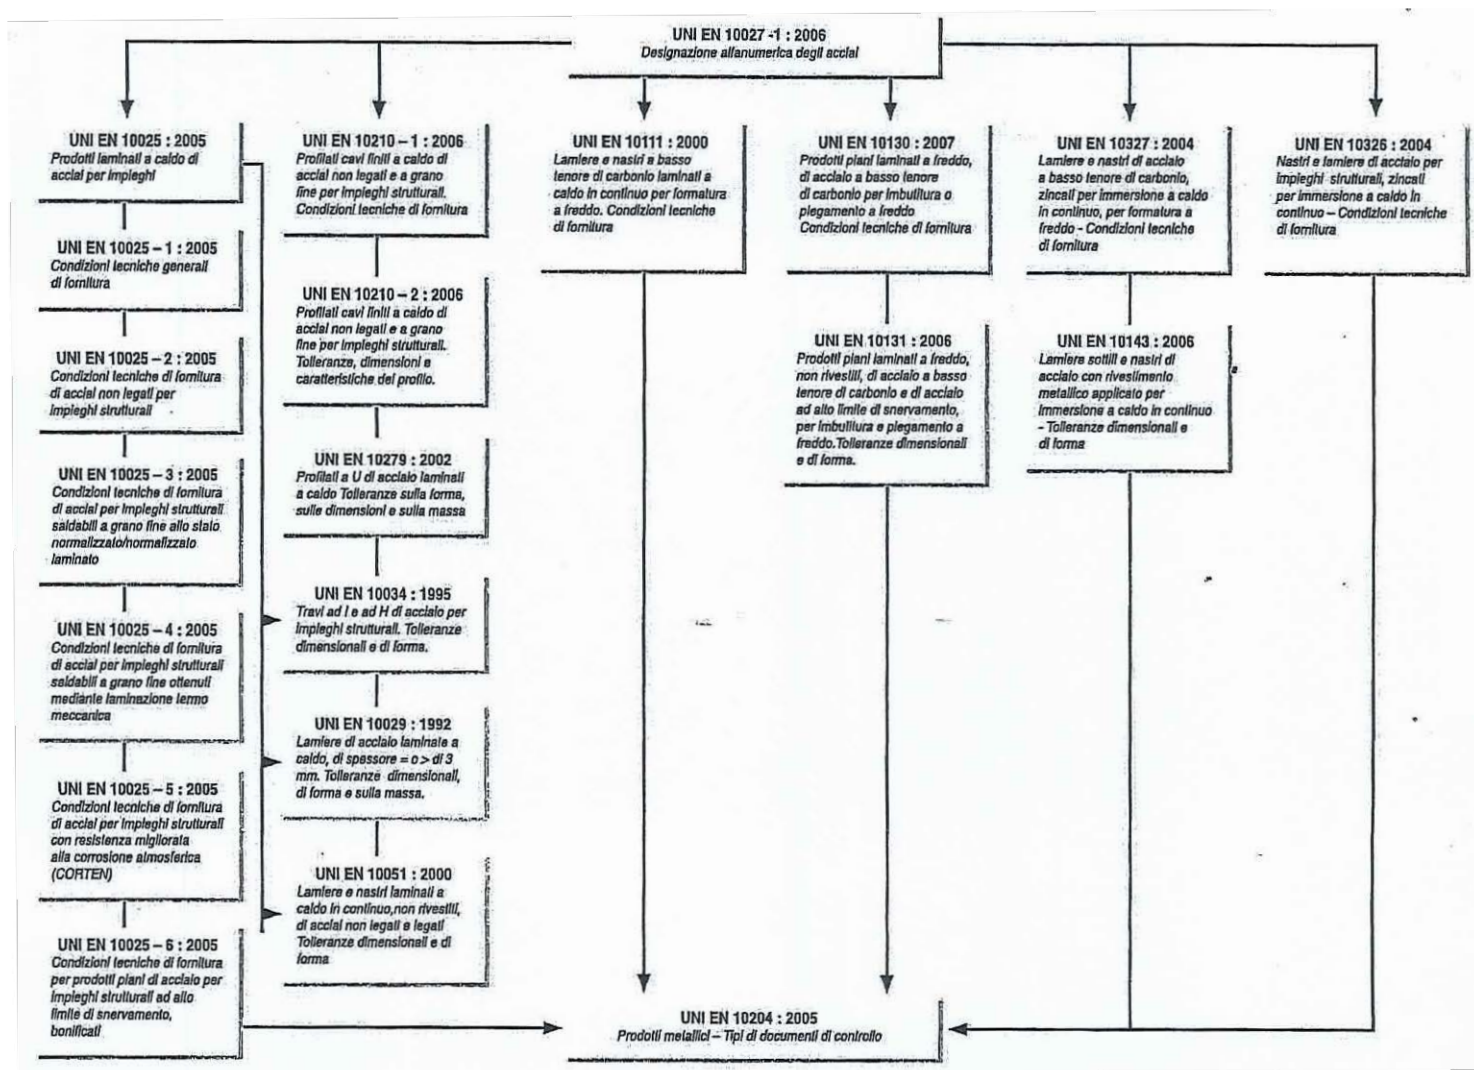 UNI EN 10027 -1 : 2006
Designazione alfanumerica degli acciai
UNI EN 10025 : 2005
Prodotti laminati a caldo di
acciai per impieghi
UNI EN 10025 – 1 : 2005
Condizioni tecniche generali
di fornitura
UNI EN 10025 – 2 : 2005
Condizioni tecniche di fornitura
di acciai non legati per
impieghi strutturali
UNI EN 10025 – 3 : 2005
Condizioni tecniche di fornitura
di acciai per impieghi strutturali
saldabili a grano fine allo stato
normalizzato/normalizzato
laminato
UNI EN 10025 – 4 : 2005
Condizioni tecniche di fornitura
di acciai per impieghi strutturali
saldabili a grano fine ottenuti
mediante laminazione termo
meccanica
UNI EN 10025 – 5 : 2005
Condizioni tecniche di fornitura
di acciai per impieghi strutturali
con resistenza migliorata
alla corrosione atmosferica
(CORTEN)
UNI EN 10025 – 6 : 2005
Condizioni tecniche di fornitura
per prodotti piani di acciaio per
impieghi strutturali ad alto
limite di snervamento,
bonificati
UNI EN 10210 – 1 : 2006
Profilati cavi finiti a caldo di
acciai non legati e a grano
fine per impieghi strutturali.
Condizioni tecniche di fornitura
UNI EN 10210 – 2 : 2006
Profilati cavi finiti a caldo di
acciai non legati e a grano
fine per impieghi strutturali.
Tolleranze, dimensioni e
caratteristiche del profilo.
UNI EN 10279 : 2002
Profilati a U di acciaio laminati
a caldo Tolleranze sulla forma,
sulle dimensioni e sulla massa
UNI EN 10034 : 1995
Travi ad I e ad H di acciaio per
impieghi strutturali. Tolleranze
dimensionali e di forma.
UNI EN 10029 : 1992
Lamiere di acciaio laminate a
caldo, di spessore = o > di 3
mm. Tolleranze dimensionali,
di forma e sulla massa.
UNI EN 10051 : 2000
Lamiere e nastri laminati a
caldo in continuo,non rivestiti,
di acciai non legati e legati
Tolleranze dimensionali e di
forma
UNI EN 10111 : 2000
Lamiere e nastri a basso
tenore di carbonio laminati a
caldo in continuo per formatura
a freddo. Condizioni tecniche
di fornitura
UNI EN 10130 : 2007
Prodotti piani laminati a freddo,
di acciaio a basso tenore
di carbonio per imbutitura o
piegamento a freddo
Condizioni tecniche di fornitura
UNI EN 10131 : 2006
Prodotti piani laminati a freddo,
non rivestiti, di acciaio a basso
tenore di carbonio e di acciaio
ad alto limite di snervamento,
per imbutitura e piegamento a
freddo.Tolleranze dimensionali
e di forma.
UNI EN 10327 : 2004
Lamiere e nastri di acciaio
a basso tenore di carbonio,
zincati per immersione a caldo
in continuo, per formatura a
freddo - Condizioni tecniche
di fornitura
UNI EN 10143 : 2006
Lamiere sottili e nastri di
acciaio con rivestimento
metallico applicato per
immersione a caldo in continuo
- Tolleranze dimensionali e
di forma
UNI EN 10326 : 2004
Nastri e lamiere di acciaio per
impieghi strutturali, zincati
per immersione a caldo in
continuo – Condizioni tecniche
di fornitura
UNI EN 10204 : 2005
Prodotti metallici – Tipi di documenti di controllo